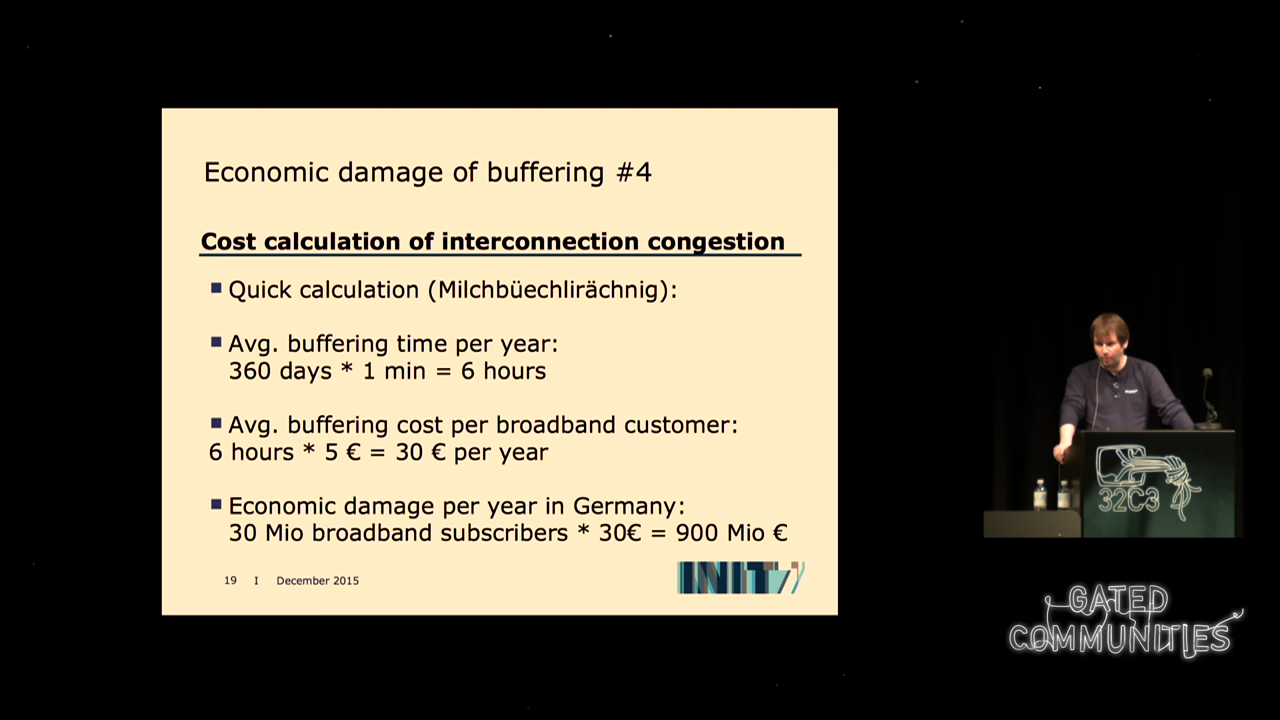 Economic damage of buffering #4
Cost calculation of interconnection congestion
Quick calculation (Milchbüechlirächnig):
Avg. buffering time per year:
360 days * 1 min = 6 hours
Avg. buffering cost per broadband customer:
6 hours * 5 € = 30 € per year
Economic damage per year in Germany:
30 Mio broadband subscribers * 30€ = 900 Mio €
19 I December 2015
INIT7
32C3
GATED
COMMUNITIES